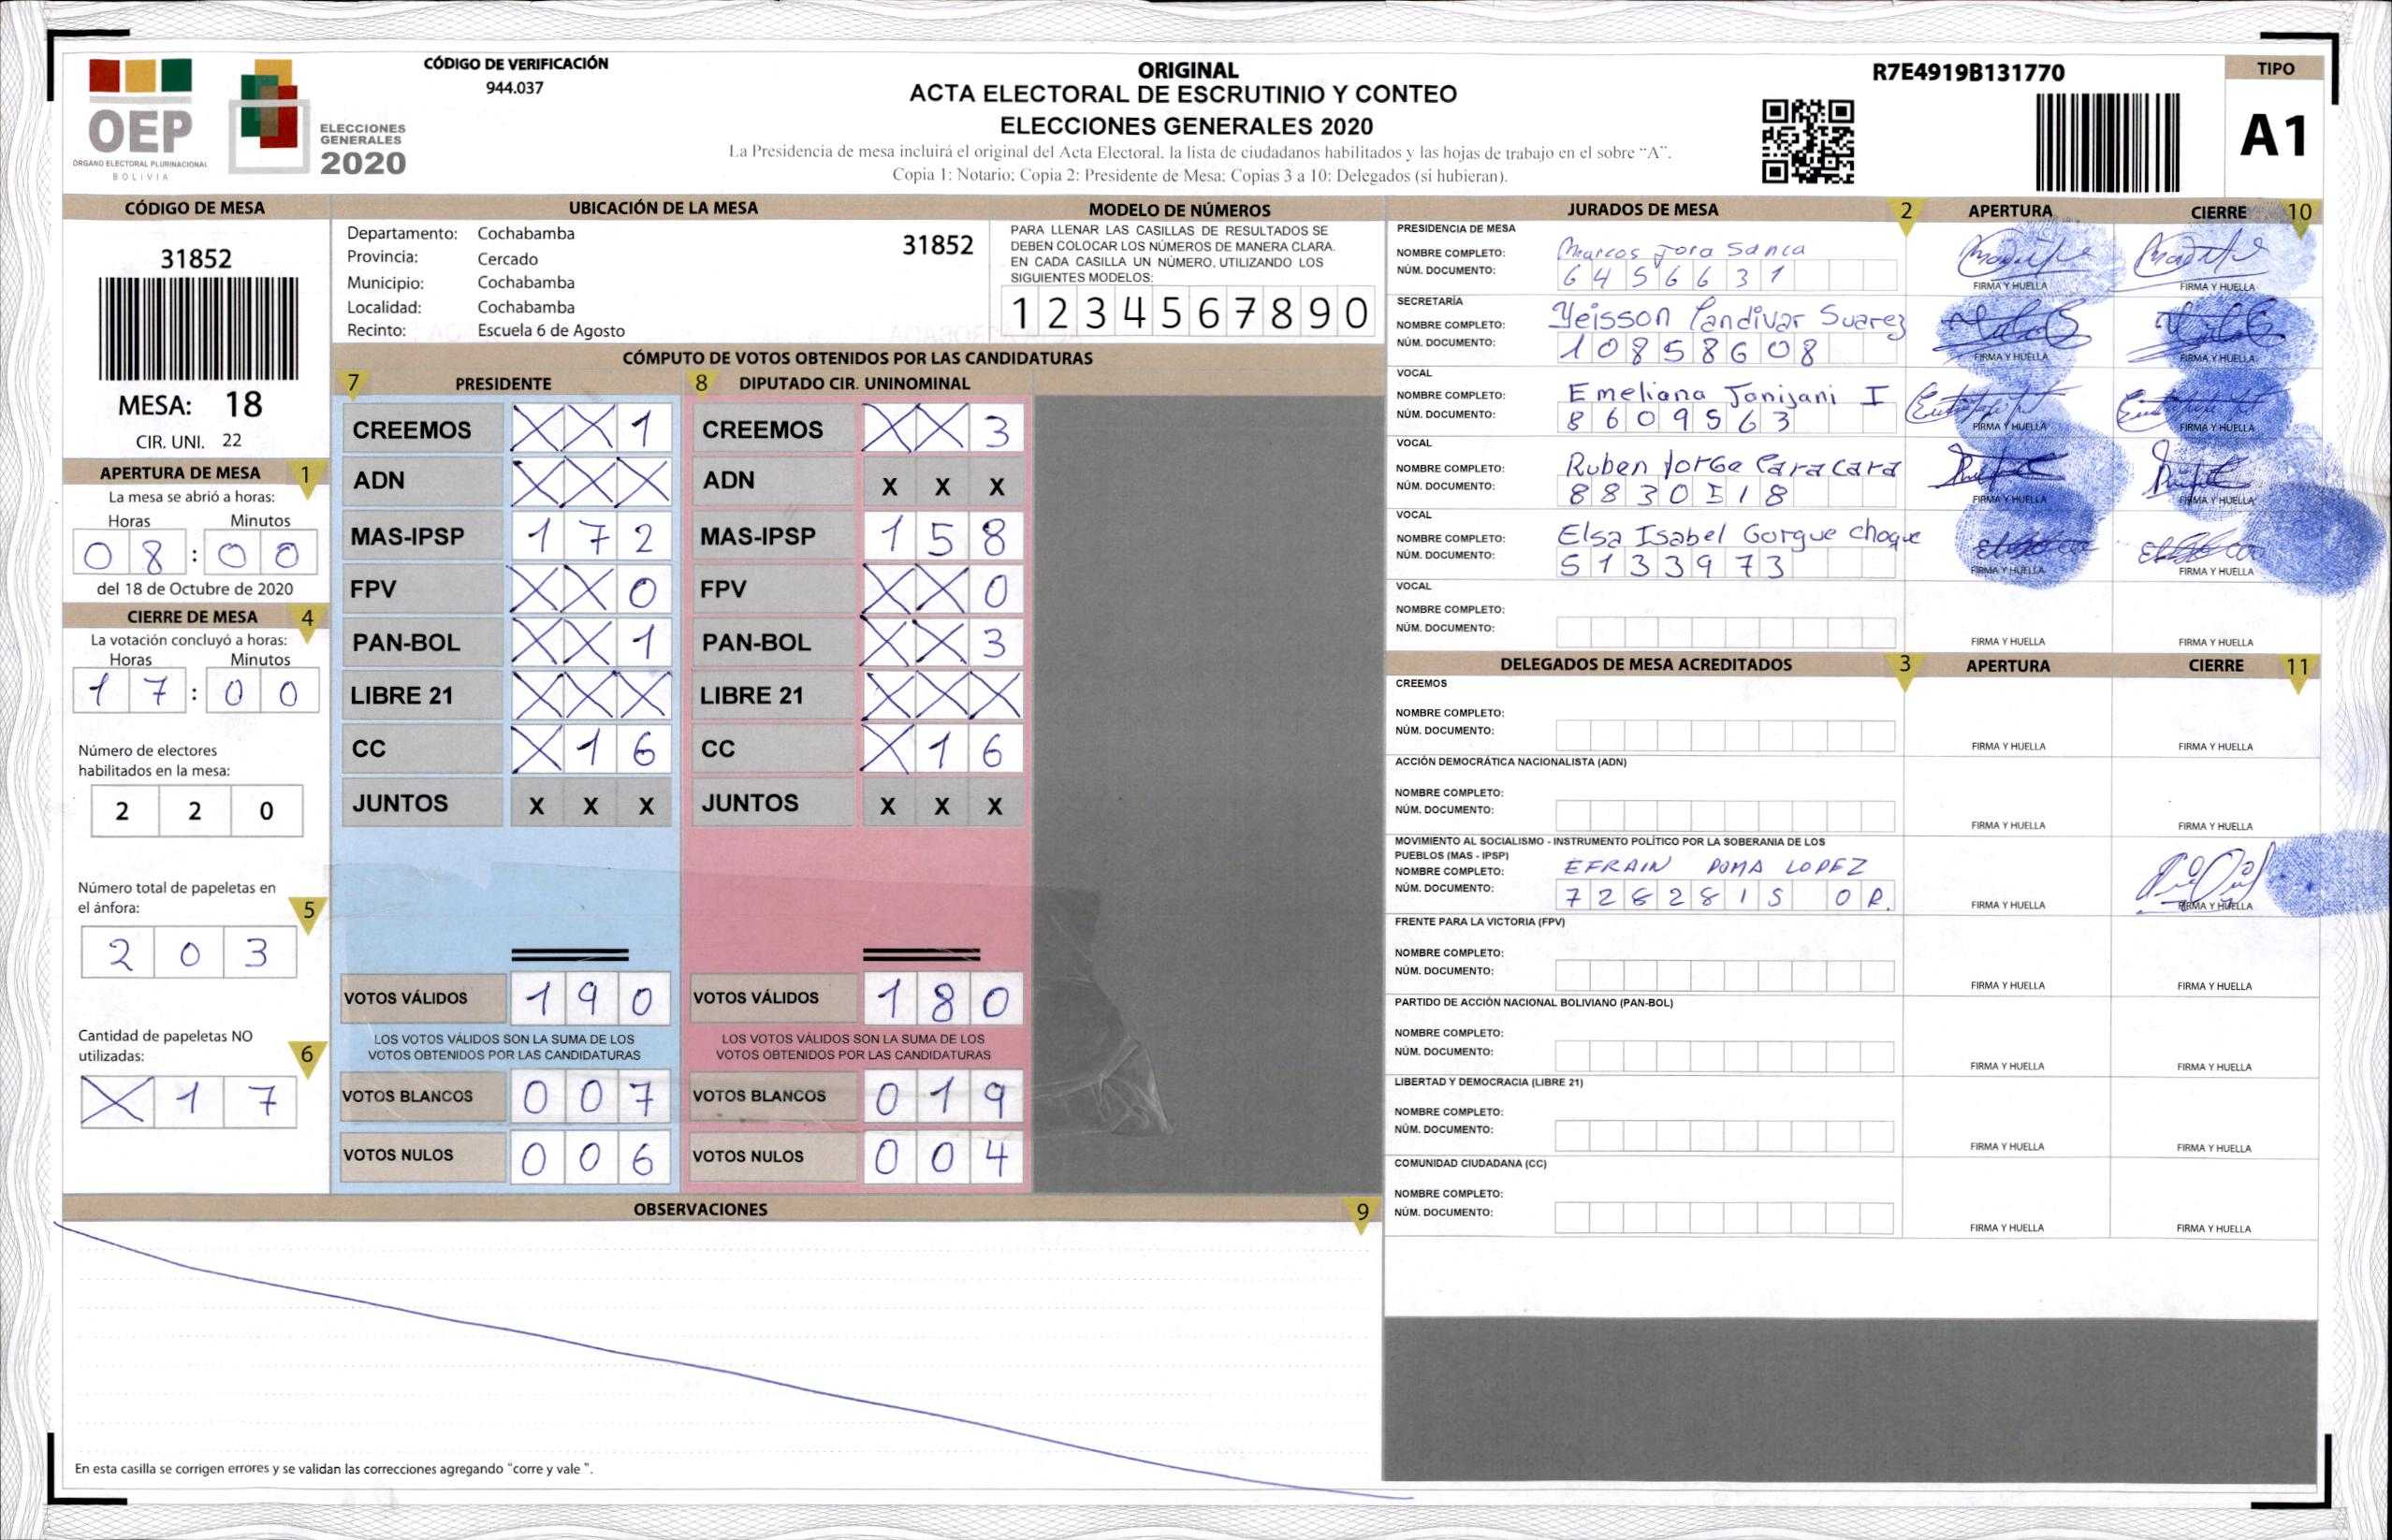 CÓDIGO DE VERIFICACIÓN
944.037
OEP
ÓRGANO ELECTORAL PLURINACIONAL
BOLIVIA
ELECCIONES
GENERALES
2020
ORIGINAL
ACTA ELECTORAL DE ESCRUTINIO Y CONTEO
ELECCIONES GENERALES 2020
La Presidencia de mesa incluirá el original del Acta Electoral, la lista de ciudadanos habilitados y las hojas de trabajo en el sobre "A".
Copia 1: Notario; Copia 2: Presidente de Mesa; Copias 3 a 10: Delegados (si hubieran).
R7E4919B131770
TIPO
A1
CÓDIGO DE MESA
31852
MESA: 18
CIR. UNI. 22
APERTURA DE MESA 1
La mesa se abrió a horas:
Horas Minutos
08:00
del 18 de Octubre de 2020
CIERRE DE MESA 4
La votación concluyó a horas:
Horas Minutos
17:00
Número de electores
habilitados en la mesa:
2 2 0
Número total de papeletas en
el ánfora: 5
2 0 3
Cantidad de papeletas NO
utilizadas: 6
X 1 7
UBICACIÓN DE LA MESA
Departamento: Cochabamba 31852
Provincia: Cercado
Municipio: Cochabamba
Localidad: Cochabamba
Recinto: Escuela 6 de Agosto
MODELO DE NÚMEROS
PARA LLENAR LAS CASILLAS DE RESULTADOS SE
DEBEN COLOCAR LOS NÚMEROS DE MANERA CLARA.
EN CADA CASILLA UN NÚMERO, UTILIZANDO LOS
SIGUIENTES MODELOS:
1 2 3 4 5 6 7 8 9 0
CÓMPUTO DE VOTOS OBTENIDOS POR LAS CANDIDATURAS
7 PRESIDENTE 8 DIPUTADO CIR. UNINOMINAL
CREEMOS X X 1 CREEMOS X X 3
ADN X X X ADN X X X
MAS-IPSP 1 7 2 MAS-IPSP 1 5 8
FPV X X 0 FPV X X 0
PAN-BOL X X 1 PAN-BOL X X 3
LIBRE 21 X X X LIBRE 21 X X X
CC X 1 6 CC X 1 6
JUNTOS X X X JUNTOS X X X
VOTOS VÁLIDOS 1 9 0 VOTOS VÁLIDOS 1 8 0
LOS VOTOS VÁLIDOS SON LA SUMA DE LOS LOS VOTOS VÁLIDOS SON LA SUMA DE LOS
VOTOS OBTENIDOS POR LAS CANDIDATURAS VOTOS OBTENIDOS POR LAS CANDIDATURAS
VOTOS BLANCOS 0 0 7 VOTOS BLANCOS 0 1 9
VOTOS NULOS 0 0 6 VOTOS NULOS 0 0 4
OBSERVACIONES 9
En esta casilla se corrigen errores y se validan las correcciones agregando "corre y vale ".
JURADOS DE MESA 2 APERTURA CIERRE 10
PRESIDENCIA DE MESA
NOMBRE COMPLETO: Marcos Jora Sanca
NÚM. DOCUMENTO: 6456631 FIRMA Y HUELLA FIRMA Y HUELLA
SECRETARÍA
NOMBRE COMPLETO: Yeisson Landivar Suarez
NÚM. DOCUMENTO: 10858608 FIRMA Y HUELLA FIRMA Y HUELLA
VOCAL
NOMBRE COMPLETO: Emeliana Jonijani I
NÚM. DOCUMENTO: 8609563 FIRMA Y HUELLA FIRMA Y HUELLA
VOCAL
NOMBRE COMPLETO: Ruben Jorge Cara Cara
NÚM. DOCUMENTO: 8830518 FIRMA Y HUELLA FIRMA Y HUELLA
VOCAL
NOMBRE COMPLETO: Elsa Isabel Gorgue choque
NÚM. DOCUMENTO: 5133973 FIRMA Y HUELLA FIRMA Y HUELLA
VOCAL
NOMBRE COMPLETO:
NÚM. DOCUMENTO: FIRMA Y HUELLA FIRMA Y HUELLA
DELEGADOS DE MESA ACREDITADOS 3 APERTURA CIERRE 11
CREEMOS
NOMBRE COMPLETO:
NÚM. DOCUMENTO: FIRMA Y HUELLA FIRMA Y HUELLA
ACCIÓN DEMOCRÁTICA NACIONALISTA (ADN)
NOMBRE COMPLETO:
NÚM. DOCUMENTO: FIRMA Y HUELLA FIRMA Y HUELLA
MOVIMIENTO AL SOCIALISMO - INSTRUMENTO POLÍTICO POR LA SOBERANIA DE LOS
PUEBLOS (MAS - IPSP)
NOMBRE COMPLETO: EFRAIN POMA LOPEZ
NÚM. DOCUMENTO: 7282815 OR. FIRMA Y HUELLA FIRMA Y HUELLA
FRENTE PARA LA VICTORIA (FPV)
NOMBRE COMPLETO:
NÚM. DOCUMENTO: FIRMA Y HUELLA FIRMA Y HUELLA
PARTIDO DE ACCIÓN NACIONAL BOLIVIANO (PAN-BOL)
NOMBRE COMPLETO:
NÚM. DOCUMENTO: FIRMA Y HUELLA FIRMA Y HUELLA
LIBERTAD Y DEMOCRACIA (LIBRE 21)
NOMBRE COMPLETO:
NÚM. DOCUMENTO: FIRMA Y HUELLA FIRMA Y HUELLA
COMUNIDAD CIUDADANA (CC)
NOMBRE COMPLETO:
NÚM. DOCUMENTO: FIRMA Y HUELLA FIRMA Y HUELLA